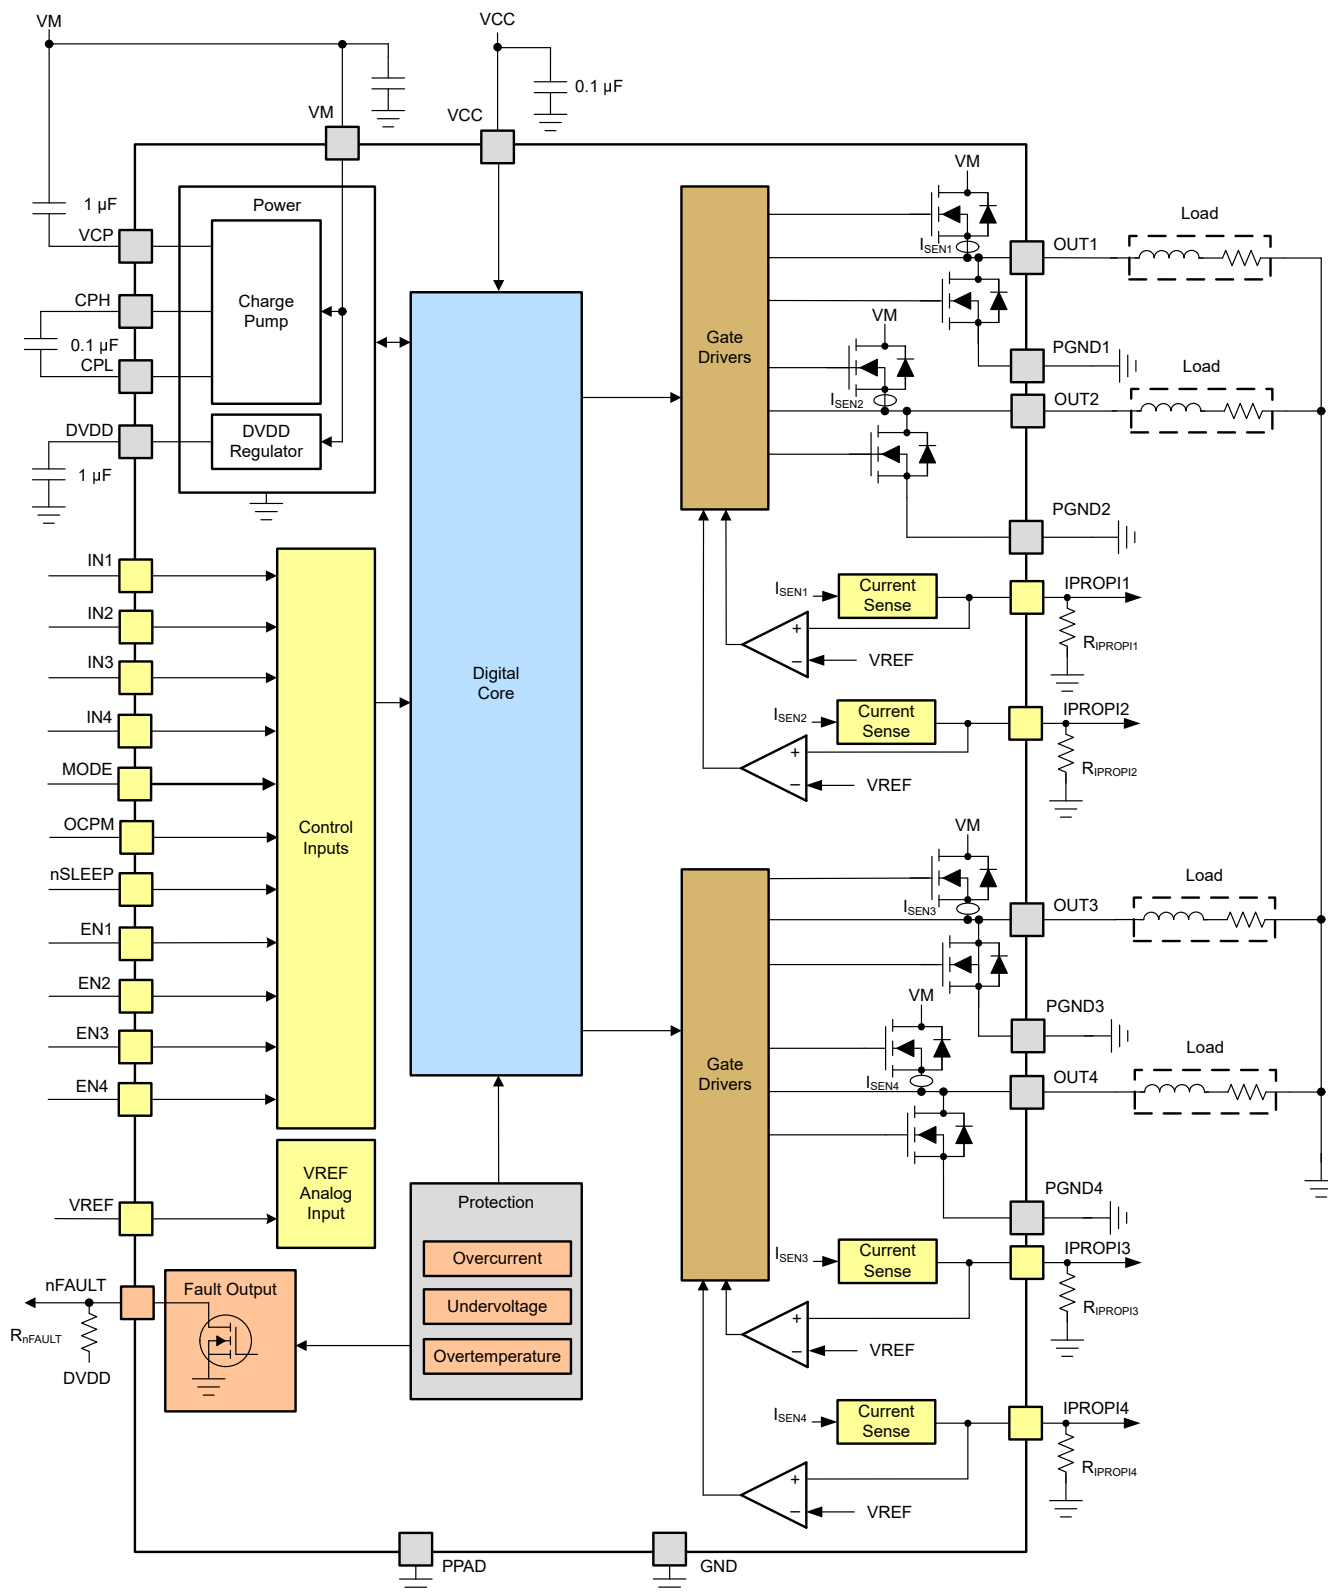 VM
VCC
0.1 µF
VM
VCC
1 µF
Power
VCP
CPH
Charge
Pump
0.1 µF
CPL
DVDD
DVDD
Regulator
1 µF
IN1
IN2
IN3
IN4
MODE
OCPM
nSLEEP
EN1
EN2
EN3
EN4
Control
Inputs
VREF
VREF
Analog
Input
nFAULT
RnFAULT
DVDD
Fault Output
Digital
Core
Protection
Overcurrent
Undervoltage
Overtemperature
Gate
Drivers
VM
ISEN1
OUT1
Load
VM
PGND1
ISEN2
OUT2
Load
PGND2
ISEN1
Current
Sense
IPROPI1
RIPROPI1
+
−
VREF
ISEN2
Current
Sense
IPROPI2
RIPROPI2
+
−
VREF
Gate
Drivers
VM
ISEN3
OUT3
Load
VM
PGND3
ISEN4
OUT4
Load
PGND4
ISEN3
Current
Sense
IPROPI3
RIPROPI3
+
−
VREF
ISEN4
Current
Sense
IPROPI4
RIPROPI4
+
−
VREF
PPAD
GND